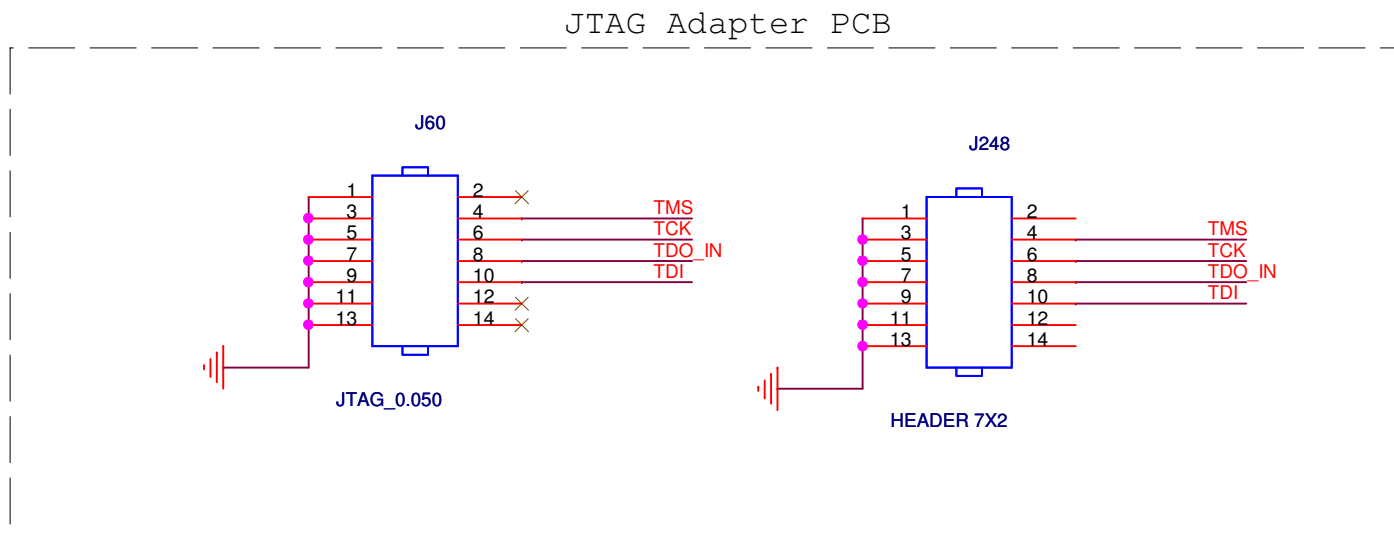 JTAG Adapter PCB
J60
1 2
3 4 TMS
5 6 TCK
7 8 TDO_IN
9 10 TDI
11 12
13 14
JTAG_0.050
J248
1 2
3 4 TMS
5 6 TCK
7 8 TDO_IN
9 10 TDI
11 12
13 14
HEADER 7X2